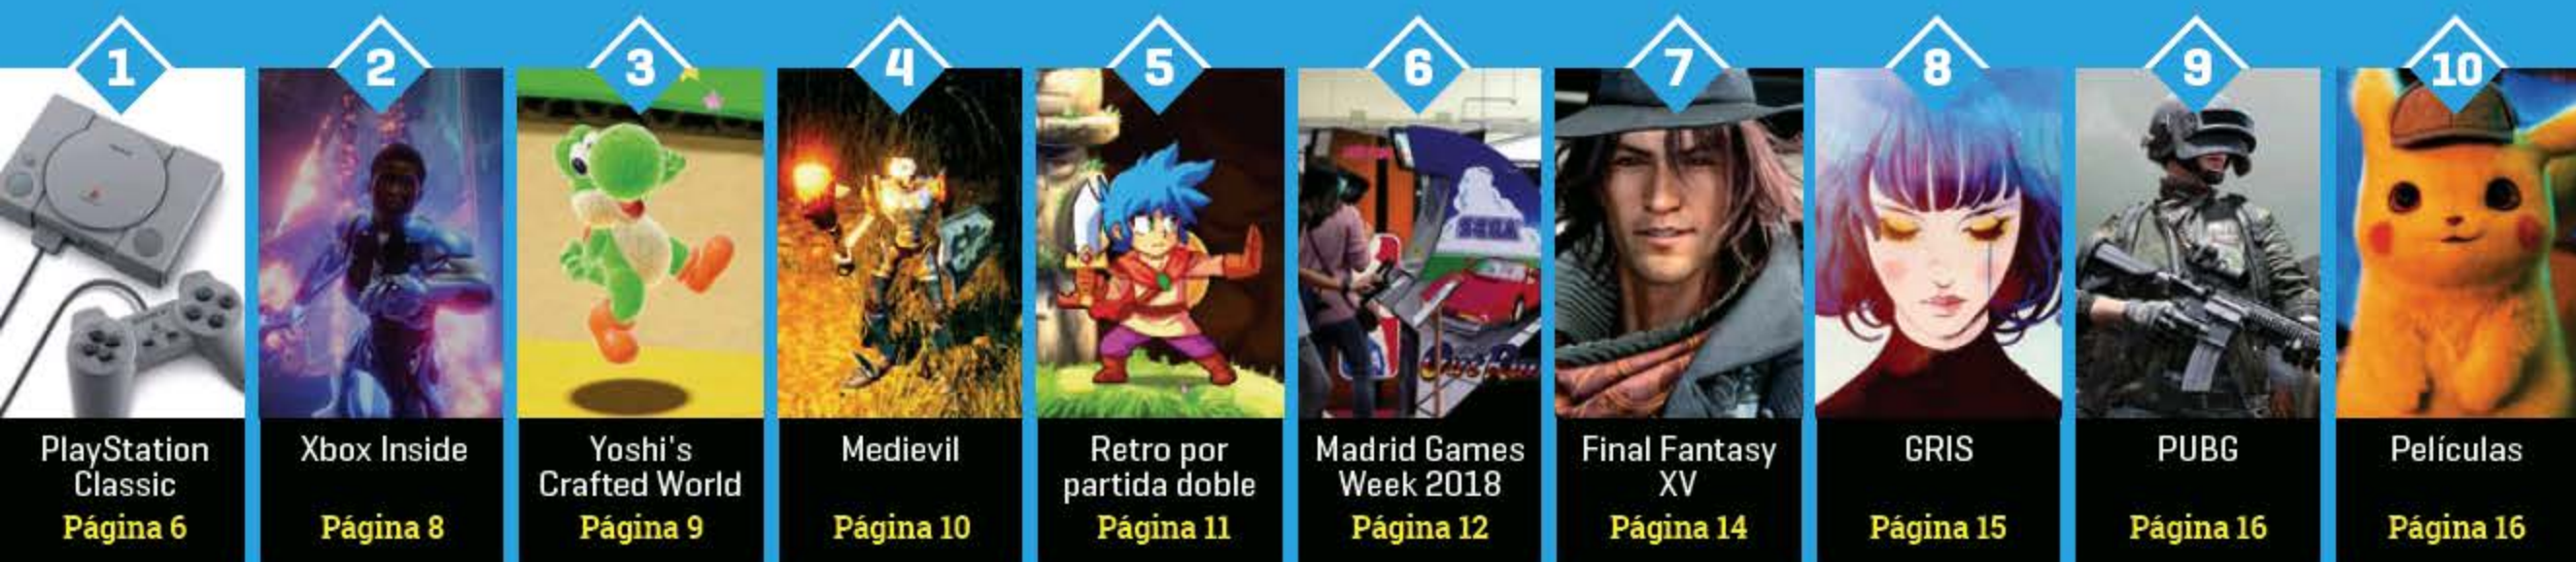 1
2
3
4
5
6
7
8
9
10
SEGA
OutRun
PlayStation
Classic
Página 6
Xbox Inside
Página 8
Yoshi's
Crafted World
Página 9
Medievil
Página 10
Retro por
partida doble
Página 11
Madrid Games
Week 2018
Página 12
Final Fantasy
XV
Página 14
GRIS
Página 15
PUBG
Página 16
Películas
Página 16